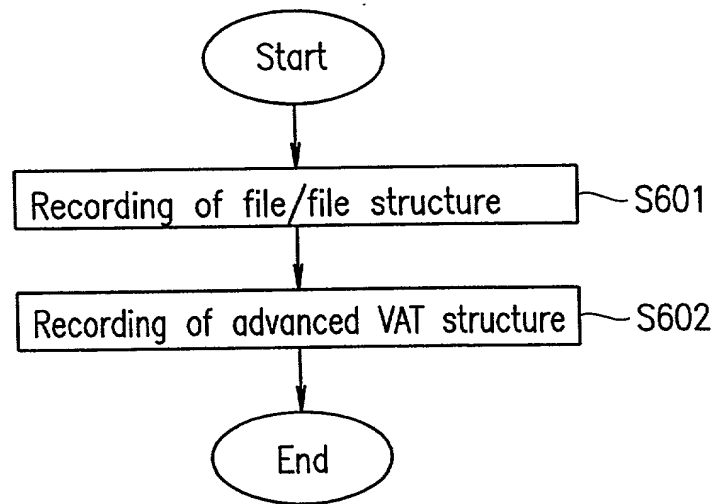 Start
Recording of file/file structure S601
Recording of advanced VAT structure S602
End